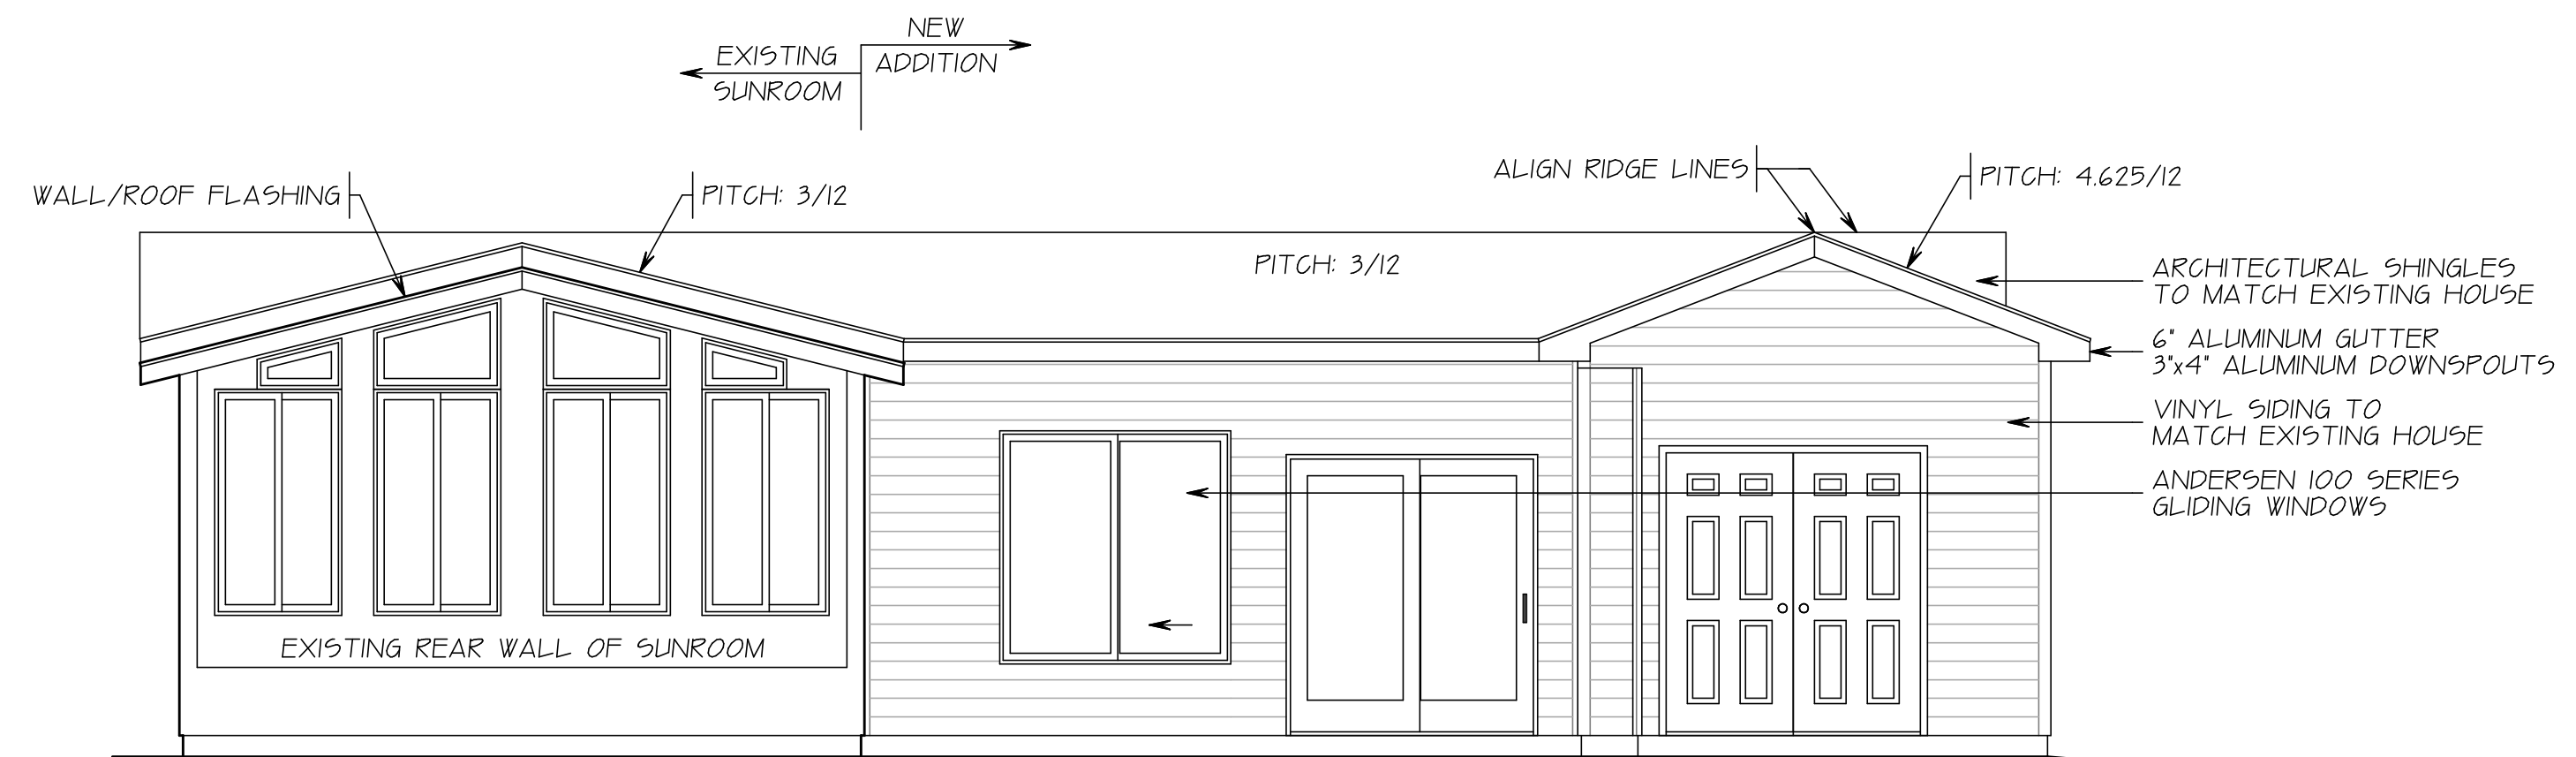 NEW
EXISTING
ADDITION
SUNROOM
ALIGN RIDGE LINES
PITCH: 4.625/12
WALL/ROOF FLASHING
PITCH: 3/12
PITCH: 3/12
ARCHITECTURAL SHINGLES
TO MATCH EXISTING HOUSE
6" ALUMINUM GUTTER
3"x4" ALUMINUM DOWNSPOUTS
VINYL SIDING TO
MATCH EXISTING HOUSE
ANDERSEN 100 SERIES
GLIDING WINDOWS
EXISTING REAR WALL OF SUNROOM